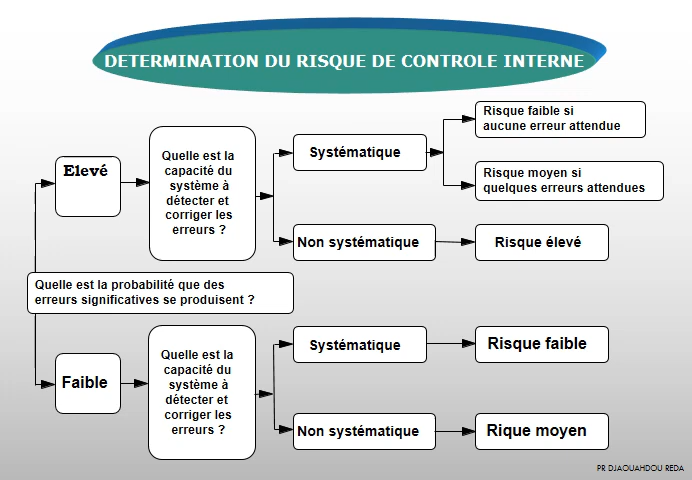 DETERMINATION DU RISQUE DE CONTROLE INTERNE
Risque faible si
aucune erreur attendue
Elevé
Quelle est la
capacité du
système à
détecter et
corriger les
erreurs ?
Systématique
Risque moyen si
quelques erreurs attendues
Non systématique
Risque élevé
Quelle est la probabilité que des
erreurs significatives se produisent ?
Faible
Quelle est la
capacité du
système à
détecter et
corriger les
erreurs ?
Systématique
Risque faible
Non systématique
Rique moyen
PR DJAOUAHDOU REDA